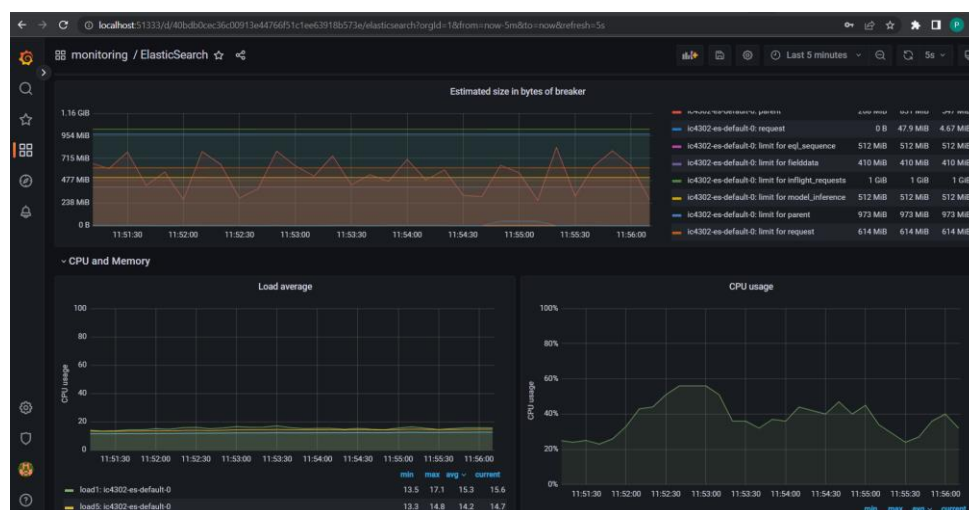 localhost:51333/d/40bdb0cec36c00913e44766f51c1ee63918b573e/elasticsearch?orgId=1&from=now-5m&to=now&refresh=5s
P
monitoring / ElasticSearch
Last 5 minutes
5s
Estimated size in bytes of breaker
1.16 GiB
954 MiB
715 MiB
477 MiB
238 MiB
0 B
11:51:30 11:52:00 11:52:30 11:53:00 11:53:30 11:54:00 11:54:30 11:55:00 11:55:30 11:56:00
ic4302-es-default-0: parent
ic4302-es-default-0: request 0 B 47.9 MiB 4.67 MiB
ic4302-es-default-0: limit for eql_sequence 512 MiB 512 MiB 512 MiB
ic4302-es-default-0: limit for fielddata 410 MiB 410 MiB 410 MiB
ic4302-es-default-0: limit for inflight_requests 1 GiB 1 GiB 1 GiB
ic4302-es-default-0: limit for model_inference 512 MiB 512 MiB 512 MiB
ic4302-es-default-0: limit for parent 973 MiB 973 MiB 973 MiB
ic4302-es-default-0: limit for request 614 MiB 614 MiB 614 MiB
CPU and Memory
Load average
CPU usage
100
80
60
40
20
0
11:51:30 11:52:00 11:52:30 11:53:00 11:53:30 11:54:00 11:54:30 11:55:00 11:55:30 11:56:00
min max avg current
load1: ic4302-es-default-0 13.5 17.1 15.3 15.6
load5: ic4302-es-default-0 13.3 14.8 14.2 14.7
CPU usage
CPU usage
100%
80%
60%
40%
20%
0%
11:51:30 11:52:00 11:52:30 11:53:00 11:53:30 11:54:00 11:54:30 11:55:00 11:55:30 11:56:00
min max avg current